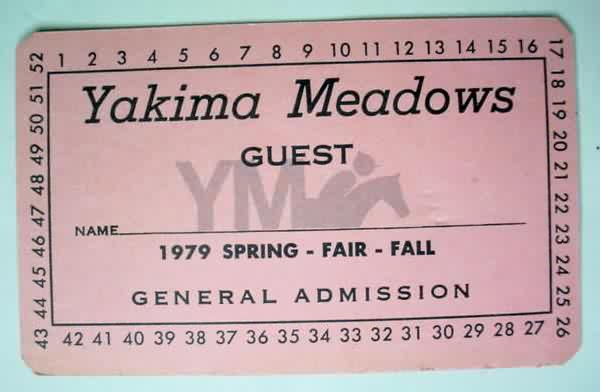 1 2 3 4 5 6 7 8 9 10 11 12 13 14 15 16
17 18 19 20 21 22 23 24 25 26
Yakima Meadows
GUEST
YM
NAME
1979 SPRING - FAIR - FALL
GENERAL ADMISSION
42 41 40 39 38 37 36 35 34 33 32 31 30 29 28 27
43 44 45 46 47 48 49 50 51 52